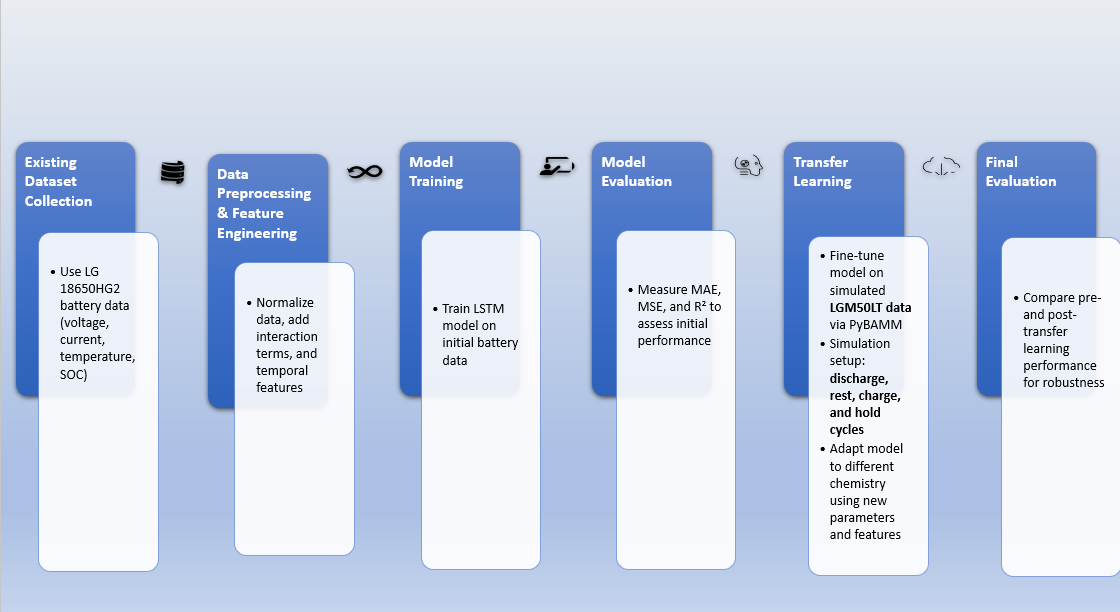 Existing
Dataset
Collection
• Use LG
18650HG2
battery data
(voltage,
current,
temperature,
SOC)
Data
Preprocessing
& Feature
Engineering
• Normalize
data, add
interaction
terms, and
temporal
features
Model
Training
• Train LSTM
model on
initial battery
data
Model
Evaluation
• Measure MAE,
MSE, and R² to
assess initial
performance
Transfer
Learning
• Fine-tune
model on
simulated
LGM50LT data
via PyBAMM
• Simulation
setup:
discharge,
rest, charge,
and hold
cycles
• Adapt model
to different
chemistry
using new
parameters
and features
Final
Evaluation
• Compare pre-
and post-
transfer
learning
performance
for robustness